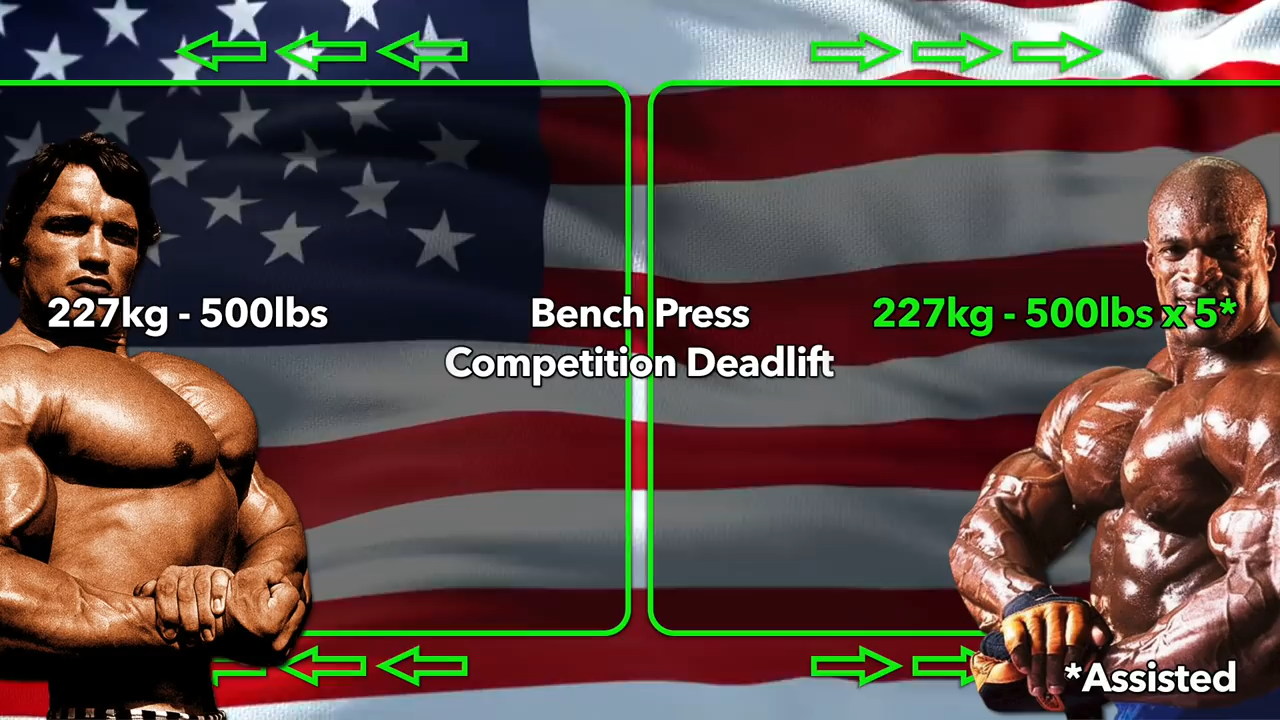 227kg - 500lbs
Bench Press
227kg - 500lbs x 5*
Competition Deadlift
*Assisted